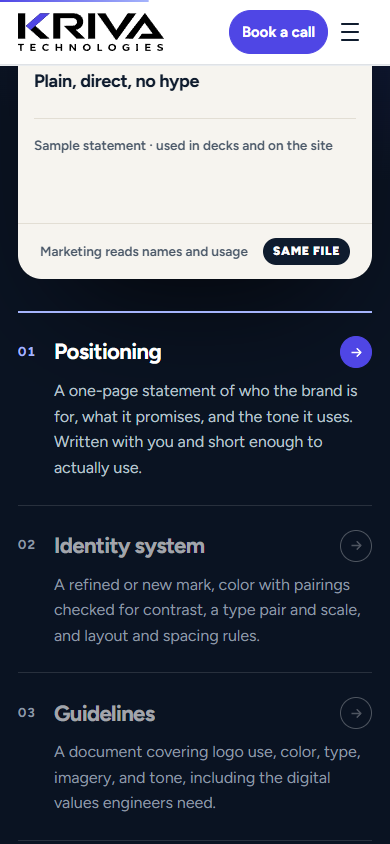 KRIVA
TECHNOLOGIES
Book a call
Plain, direct, no hype
Sample statement · used in decks and on the site
Marketing reads names and usage
SAME FILE
01
Positioning
A one-page statement of who the brand is
for, what it promises, and the tone it uses.
Written with you and short enough to
actually use.
02
Identity system
A refined or new mark, color with pairings
checked for contrast, a type pair and scale,
and layout and spacing rules.
03
Guidelines
A document covering logo use, color, type,
imagery, and tone, including the digital
values engineers need.